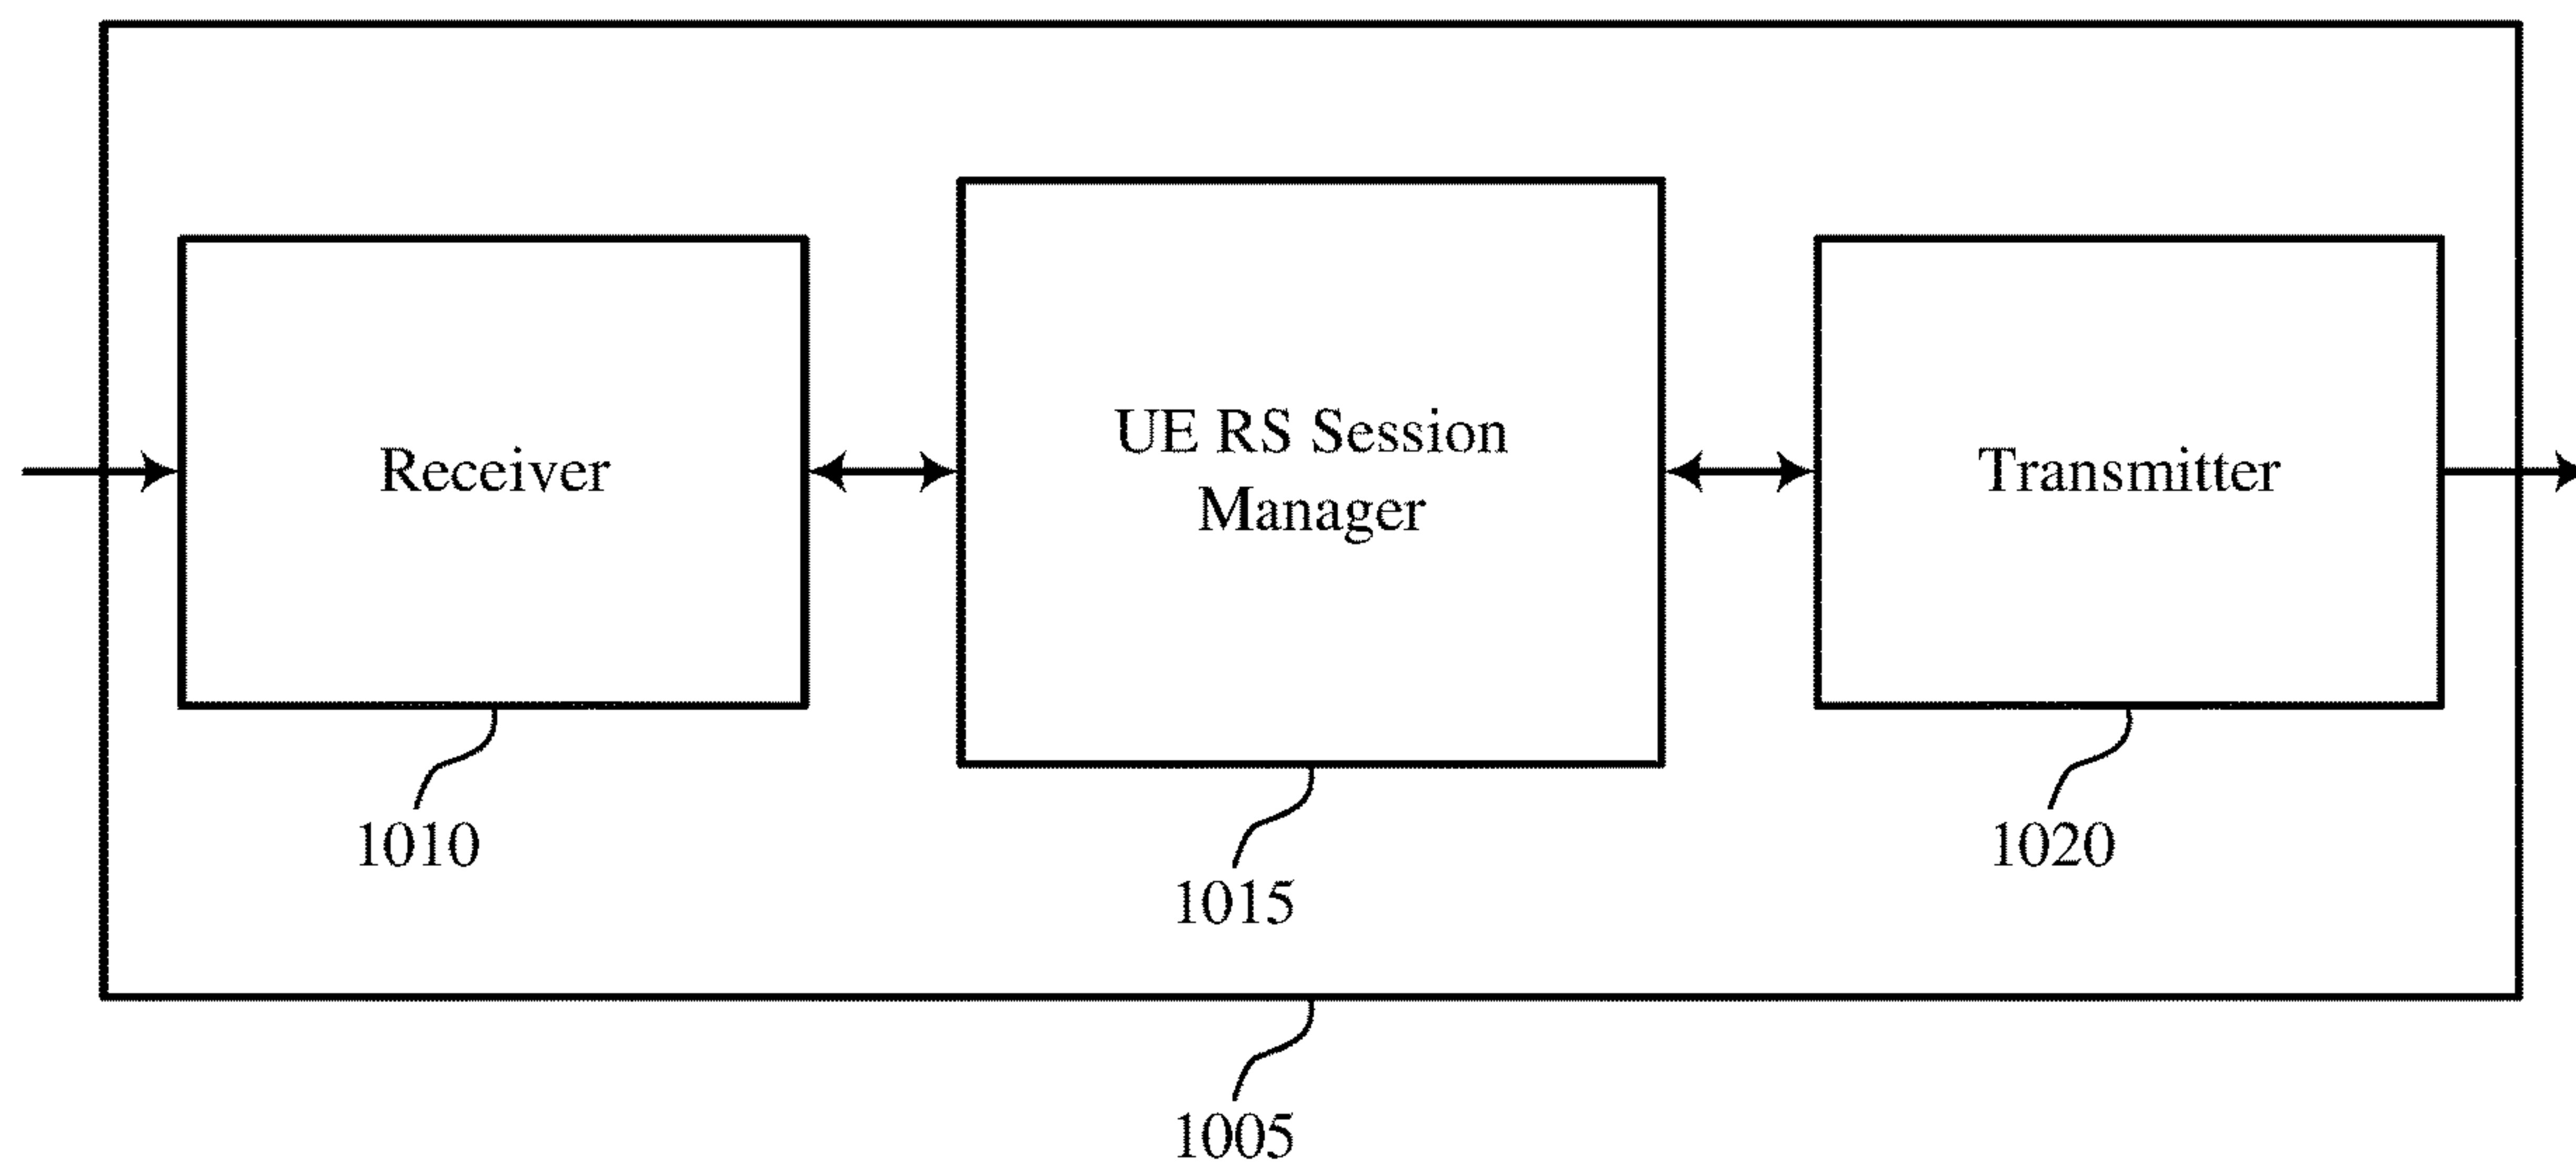 Receiver
UE RS Session
Manager
Transmitter
1010
1015
1020
1005